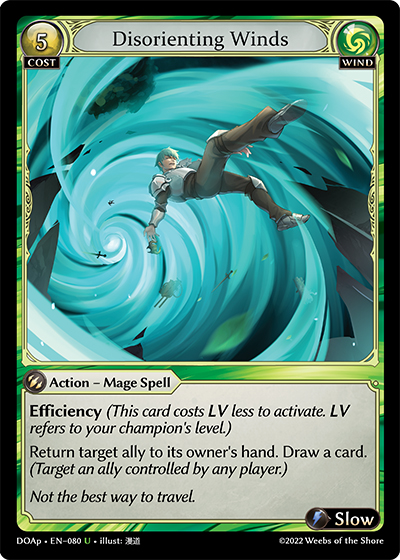 5
COST
Disorienting Winds
WIND
Action – Mage Spell
Efficiency (This card costs LV less to activate. LV
refers to your champion's level.)
Return target ally to its owner's hand. Draw a card.
(Target an ally controlled by any player.)
Not the best way to travel.
Slow
DOAp • EN–080 U • illust: 漫道
©2022 Weebs of the Shore